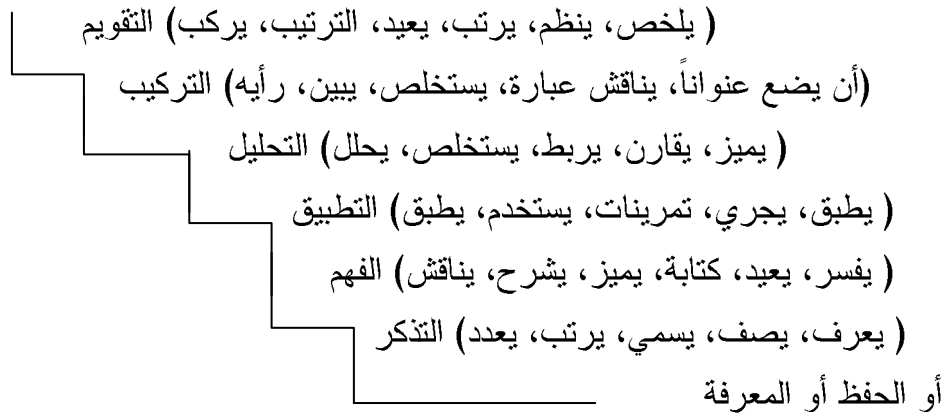 ( يلخص، ينظم، يرتب، يعيد، الترتيب، يركب) التقويم
(أن يضع عنواناً، يناقش عبارة، يستخلص، يبين، رأيه) التركيب
( يميز، يقارن، يربط، يستخلص، يحلل) التحليل
( يطبق، يجري، تمرينات، يستخدم، يطبق) التطبيق
( يفسر، يعيد، كتابة، يميز، يشرح، يناقش) الفهم
( يعرف، يصف، يسمي، يرتب، يعدد) التذكر
أو الحفظ أو المعرفة